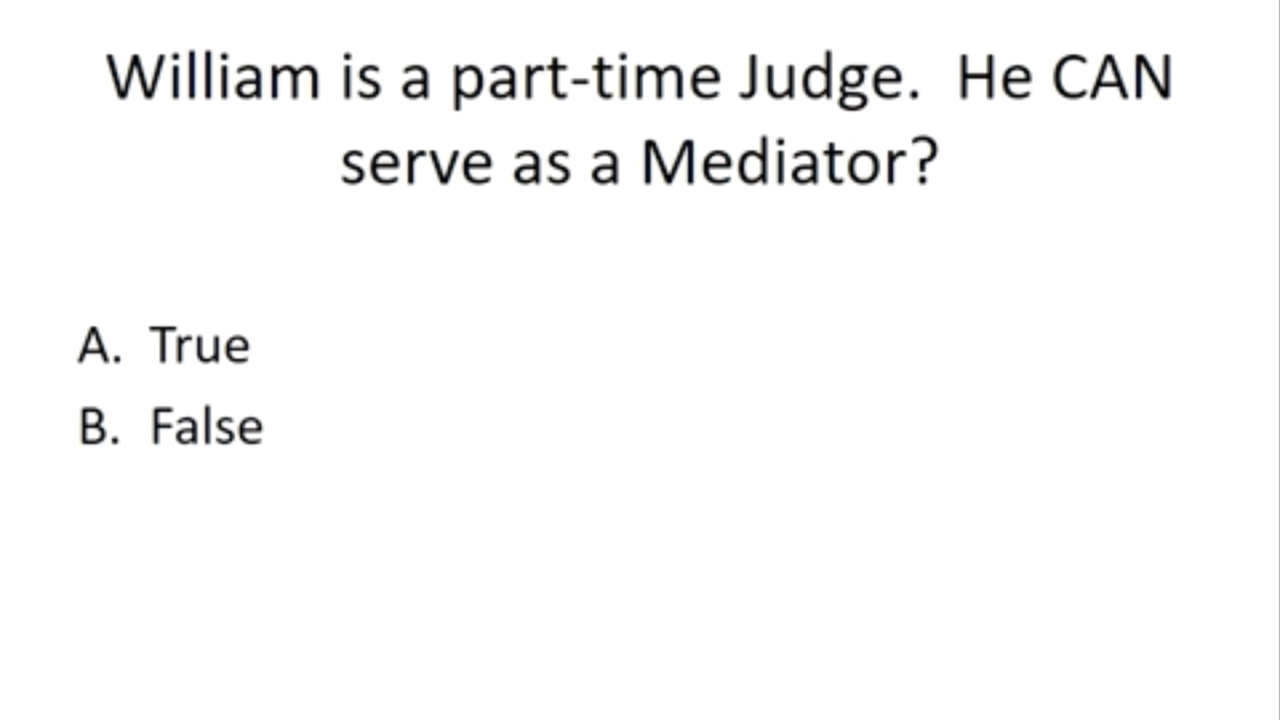 William is a part-time Judge.  He CAN
serve as a Mediator?
A. True
B. False